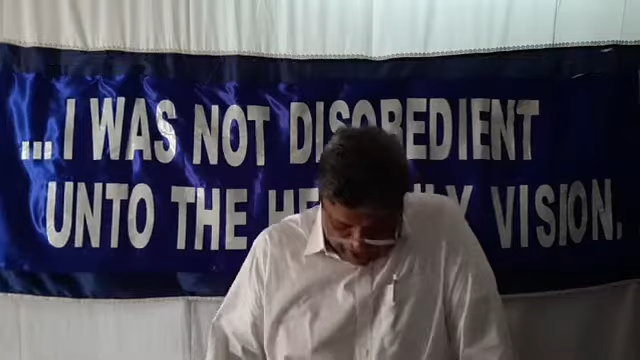 ...I WAS NOT DISOBEDIENT
UNTO THE VISION.